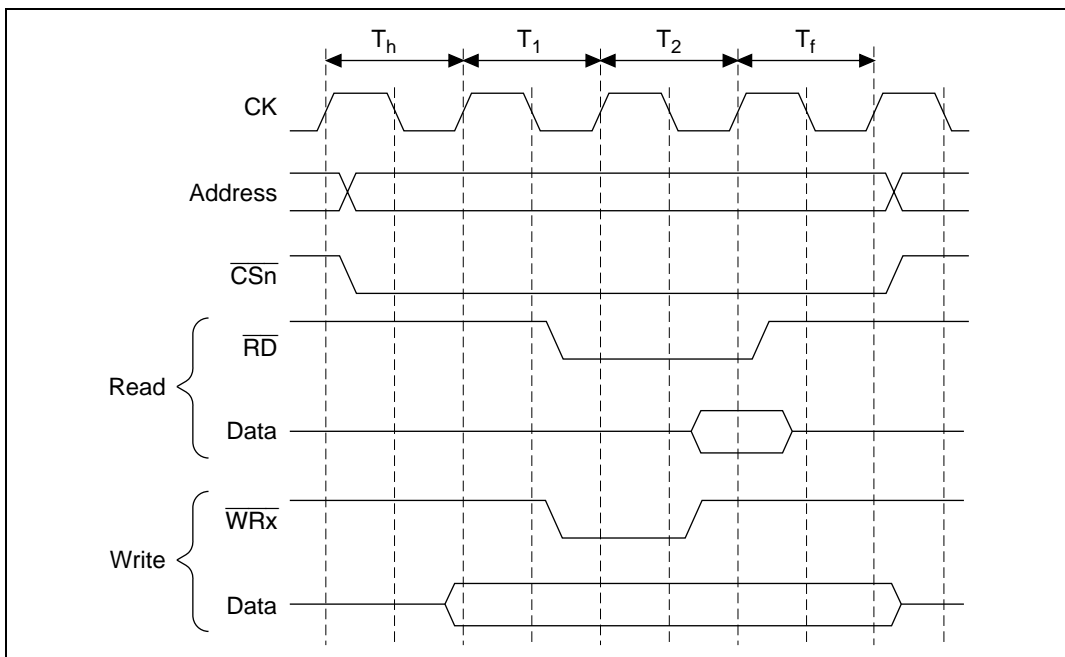 Th T1 T2 Tf
CK
Address
CSn
RD
Read
Data
WRx
Write
Data